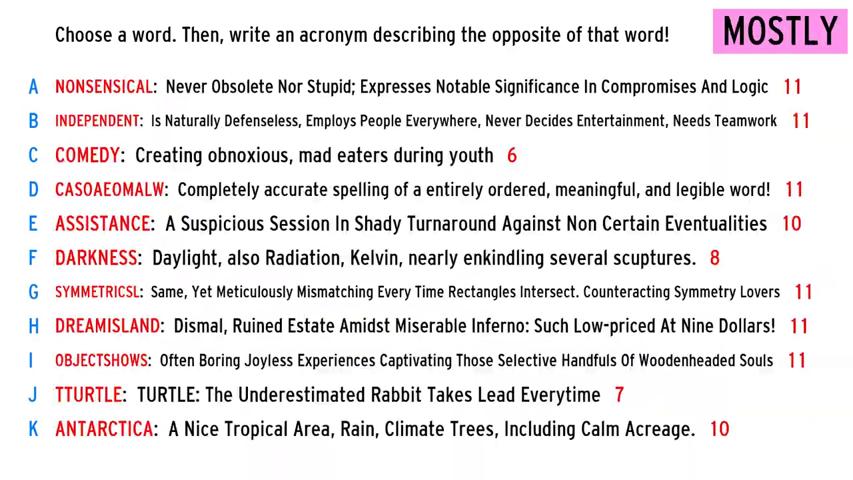 Choose a word. Then, write an acronym describing the opposite of that word!
MOSTLY
A NONSENSICAL: Never Obsolete Nor Stupid; Expresses Notable Significance In Compromises And Logic 11
B INDEPENDENT: Is Naturally Defenseless, Employs People Everywhere, Never Decides Entertainment, Needs Teamwork 11
C COMEDY: Creating obnoxious, mad eaters during youth 6
D CASOAEOMALW: Completely accurate spelling of a entirely ordered, meaningful, and legible word! 11
E ASSISTANCE: A Suspicious Session In Shady Turnaround Against Non Certain Eventualities 10
F DARKNESS: Daylight, also Radiation, Kelvin, nearly enkindling several scuptures. 8
G SYMMETRICSL: Same, Yet Meticulously Mismatching Every Time Rectangles Intersect. Counteracting Symmetry Lovers 11
H DREAMISLAND: Dismal, Ruined Estate Amidst Miserable Inferno: Such Low-priced At Nine Dollars! 11
I OBJECTSHOWS: Often Boring Joyless Experiences Captivating Those Selective Handfuls Of Woodenheaded Souls 11
J TTURTLE: TURTLE: The Underestimated Rabbit Takes Lead Everytime 7
K ANTARCTICA: A Nice Tropical Area, Rain, Climate Trees, Including Calm Acreage. 10